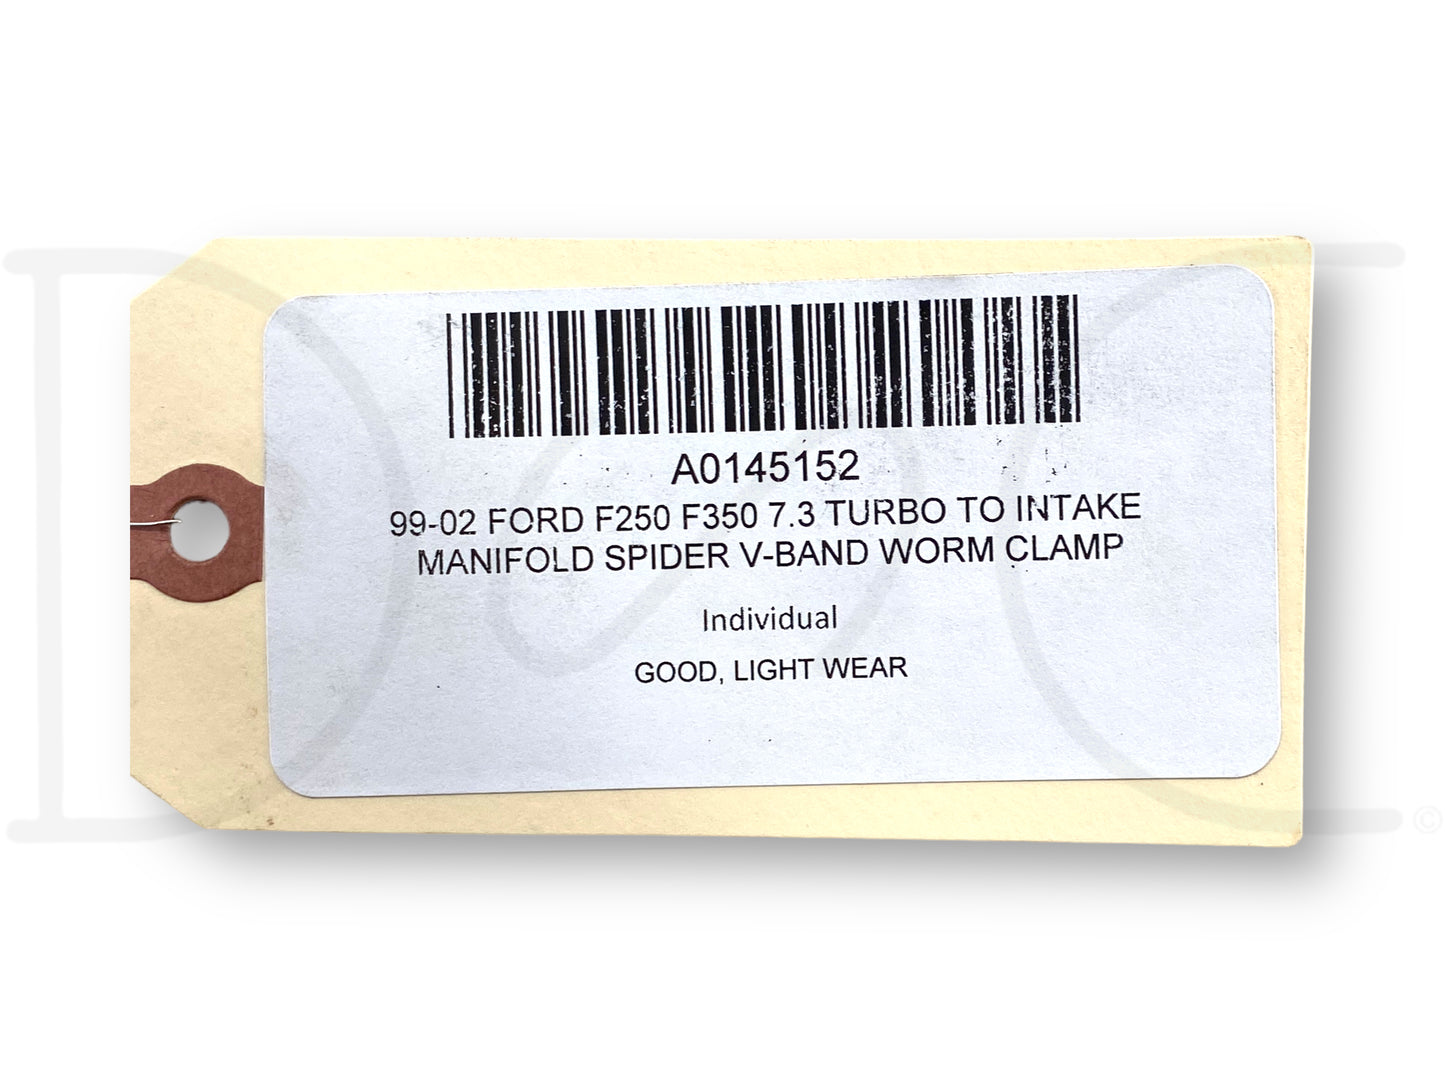 A0145152
99-02 FORD F250 F350 7.3 TURBO TO INTAKE
MANIFOLD SPIDER V-BAND WORM CLAMP
Individual
GOOD, LIGHT WEAR
©